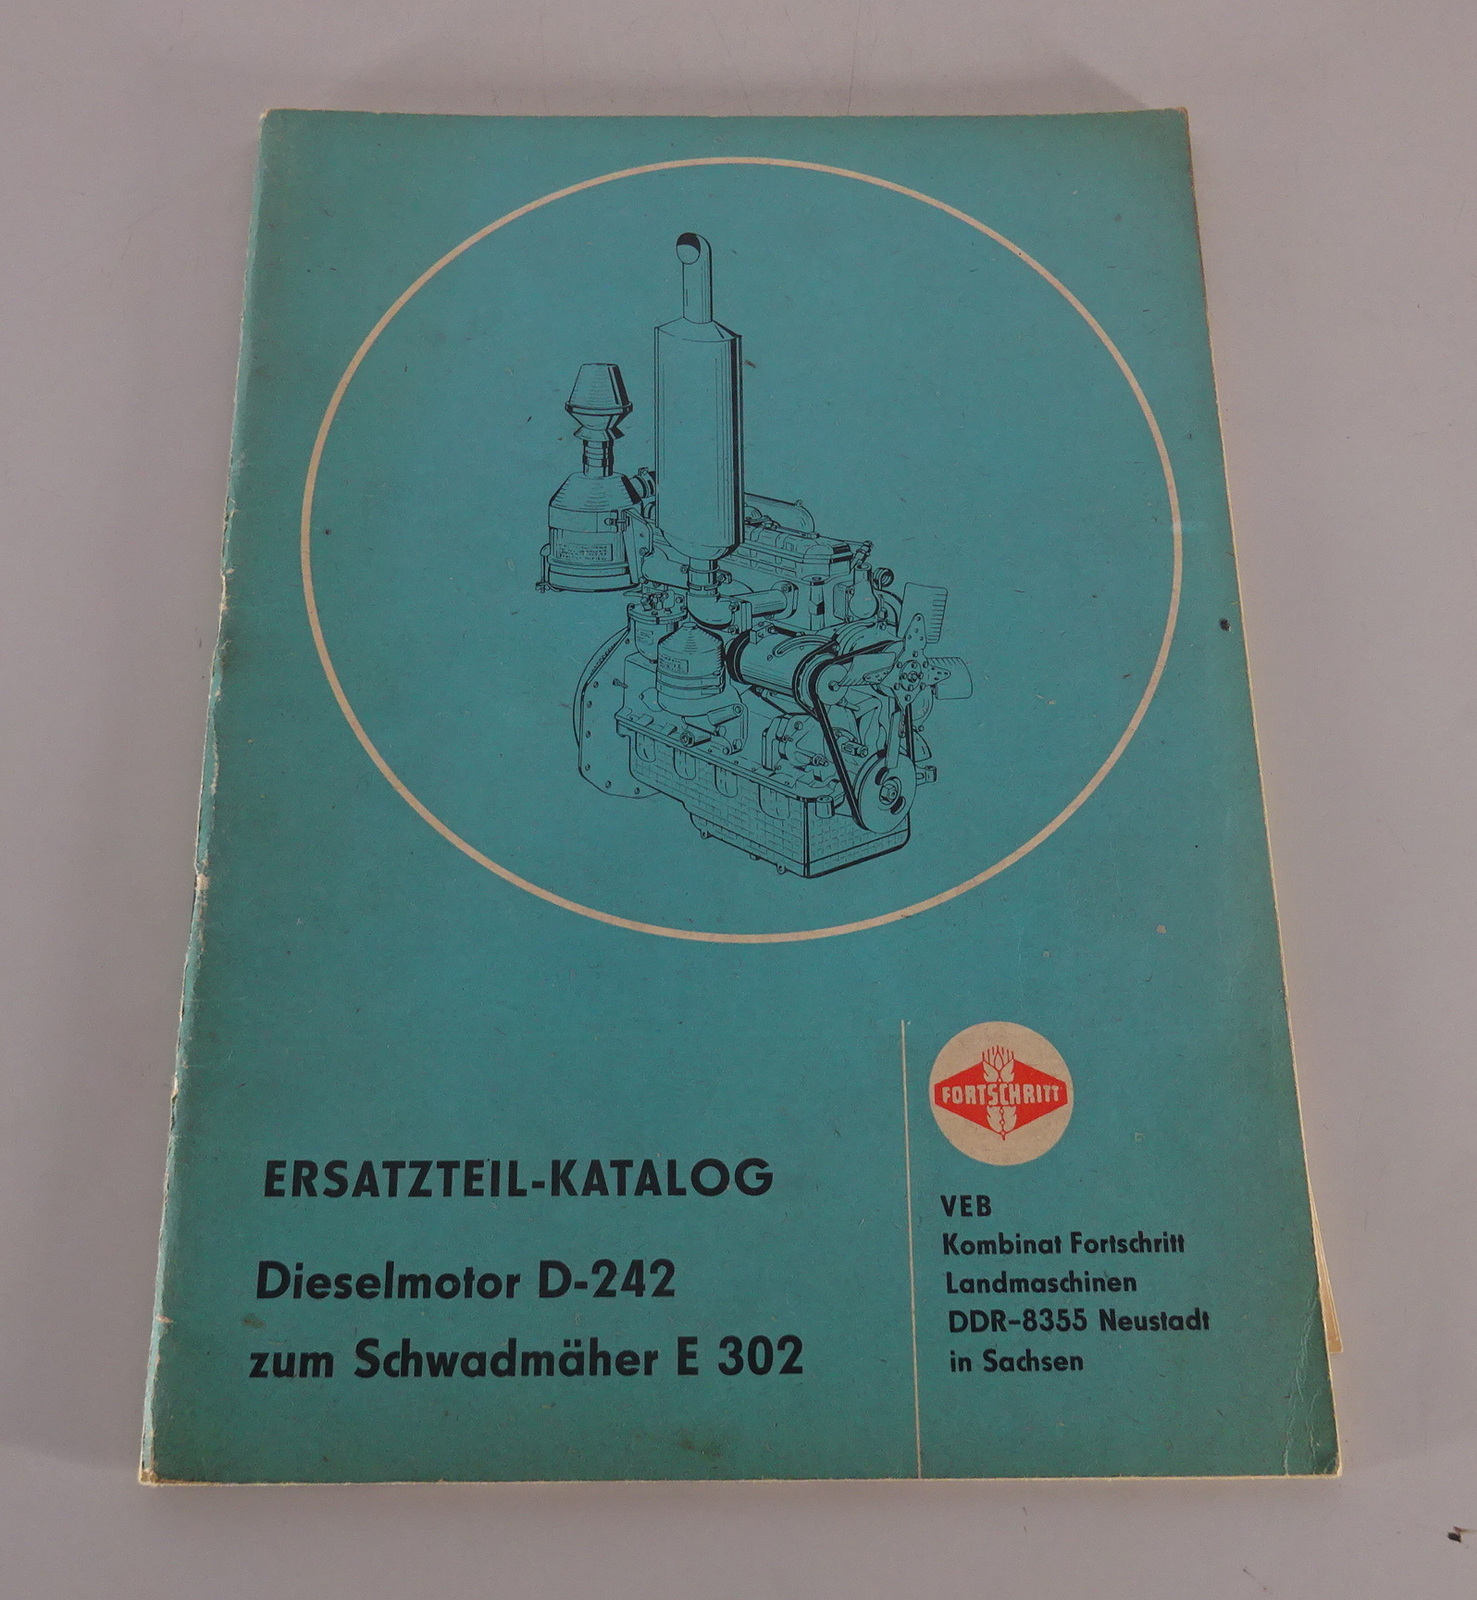 ERSATZTEIL-KATALOG
Dieselmotor D-242
zum Schwadmäher E 302
FORTSCHRITT
VEB
Kombinat Fortschritt
Landmaschinen
DDR-8355 Neustadt
in Sachsen